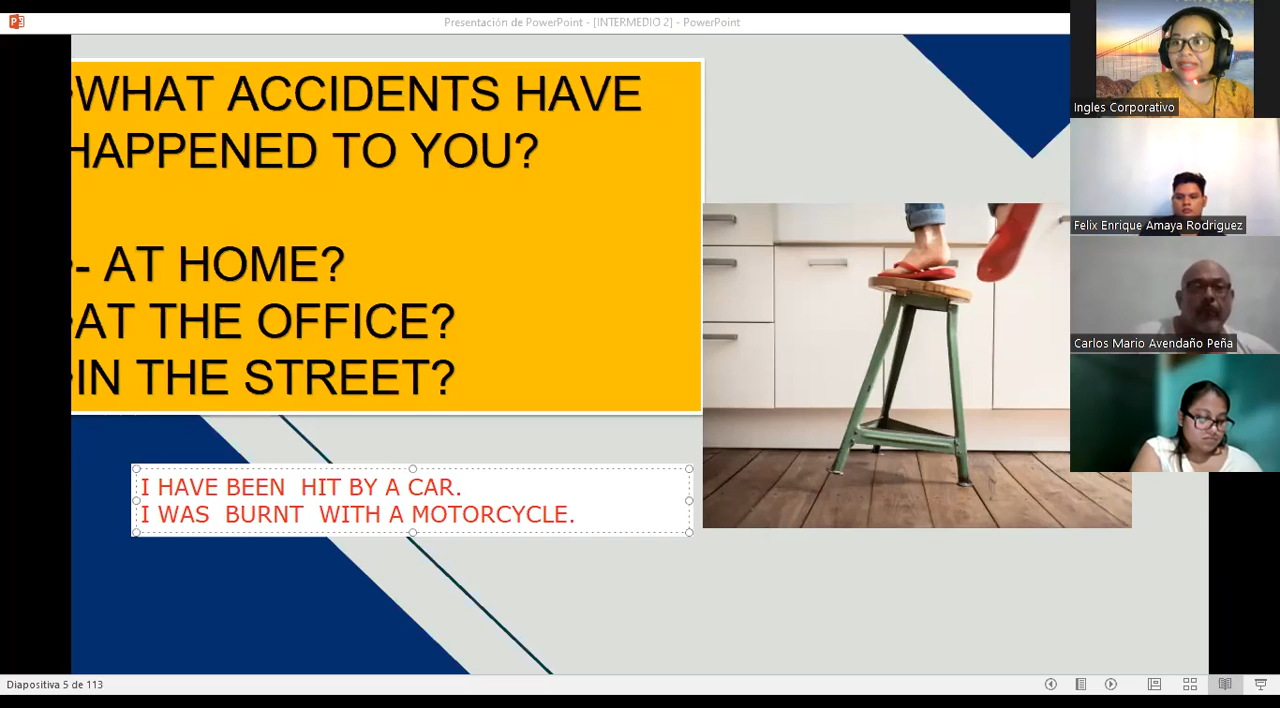 Presentación de PowerPoint - [INTERMEDIO 2] - PowerPoint
WHAT ACCIDENTS HAVE
HAPPENED TO YOU?
- AT HOME?
AT THE OFFICE?
IN THE STREET?
I HAVE BEEN  HIT BY A CAR.
I WAS  BURNT  WITH A MOTORCYCLE.
Ingles Corporativo
Felix Enrique Amaya Rodriguez
Carlos Mario Avendaño Peña
Diapositiva 5 de 113